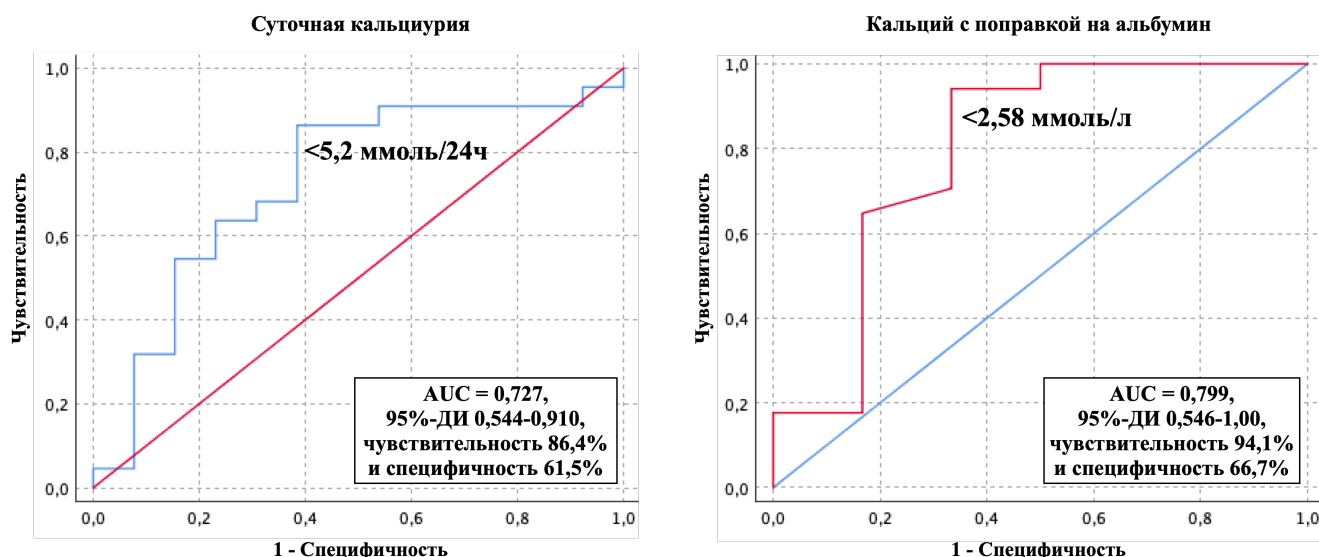 Суточная кальциурия
1,0
0,8
0,6
0,4
0,2
0,0
0,0
0,2
0,4
0,6
0,8
1,0
Чувствительность
1 - Специфичность
<5,2 ммоль/24ч
AUC = 0,727,
95%-ДИ 0,544-0,910,
чувствительность 86,4%
и специфичность 61,5%
Кальций с поправкой на альбумин
1,0
0,8
0,6
0,4
0,2
0,0
0,0
0,2
0,4
0,6
0,8
1,0
Чувствительность
1 - Специфичность
<2,58 ммоль/л
AUC = 0,799,
95%-ДИ 0,546-1,00,
чувствительность 94,1%
и специфичность 66,7%